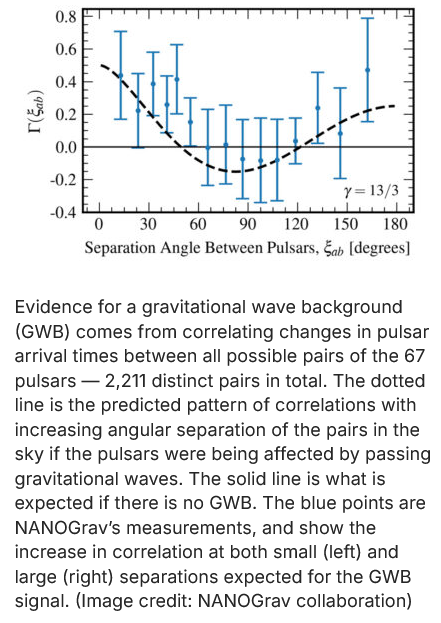 0.8
0.6
0.4
0.2
0.0
-0.2
-0.4
Γ(ξab)
γ = 13/3
0 30 60 90 120 150 180
Separation Angle Between Pulsars, ξab [degrees]
Evidence for a gravitational wave background
(GWB) comes from correlating changes in pulsar
arrival times between all possible pairs of the 67
pulsars — 2,211 distinct pairs in total. The dotted
line is the predicted pattern of correlations with
increasing angular separation of the pairs in the
sky if the pulsars were being affected by passing
gravitational waves. The solid line is what is
expected if there is no GWB. The blue points are
NANOGrav’s measurements, and show the
increase in correlation at both small (left) and
large (right) separations expected for the GWB
signal. (Image credit: NANOGrav collaboration)